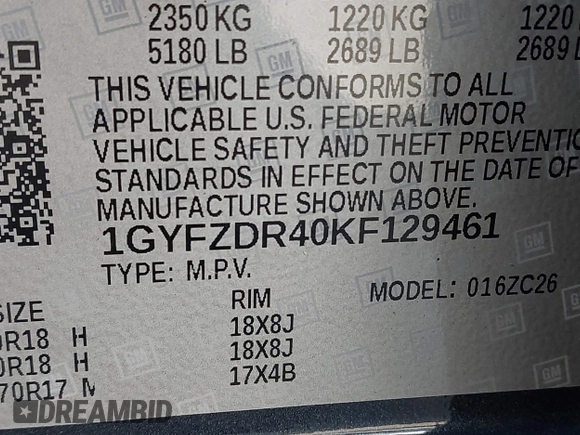 2350 KG 1220 KG 1220
5180 LB 2689 LB 2689
THIS VEHICLE CONFORMS TO ALL
APPLICABLE U.S. FEDERAL MOTOR
VEHICLE SAFETY AND THEFT PREVENTIO
STANDARDS IN EFFECT ON THE DATE OF
MANUFACTURE SHOWN ABOVE.
1GYFZDR40KF129461
TYPE: M.P.V. MODEL: 016ZC26
SIZE RIM
0R18 H 18X8J
0R18 H 18X8J
70R17 M 17X4B
GM
DREAMBID